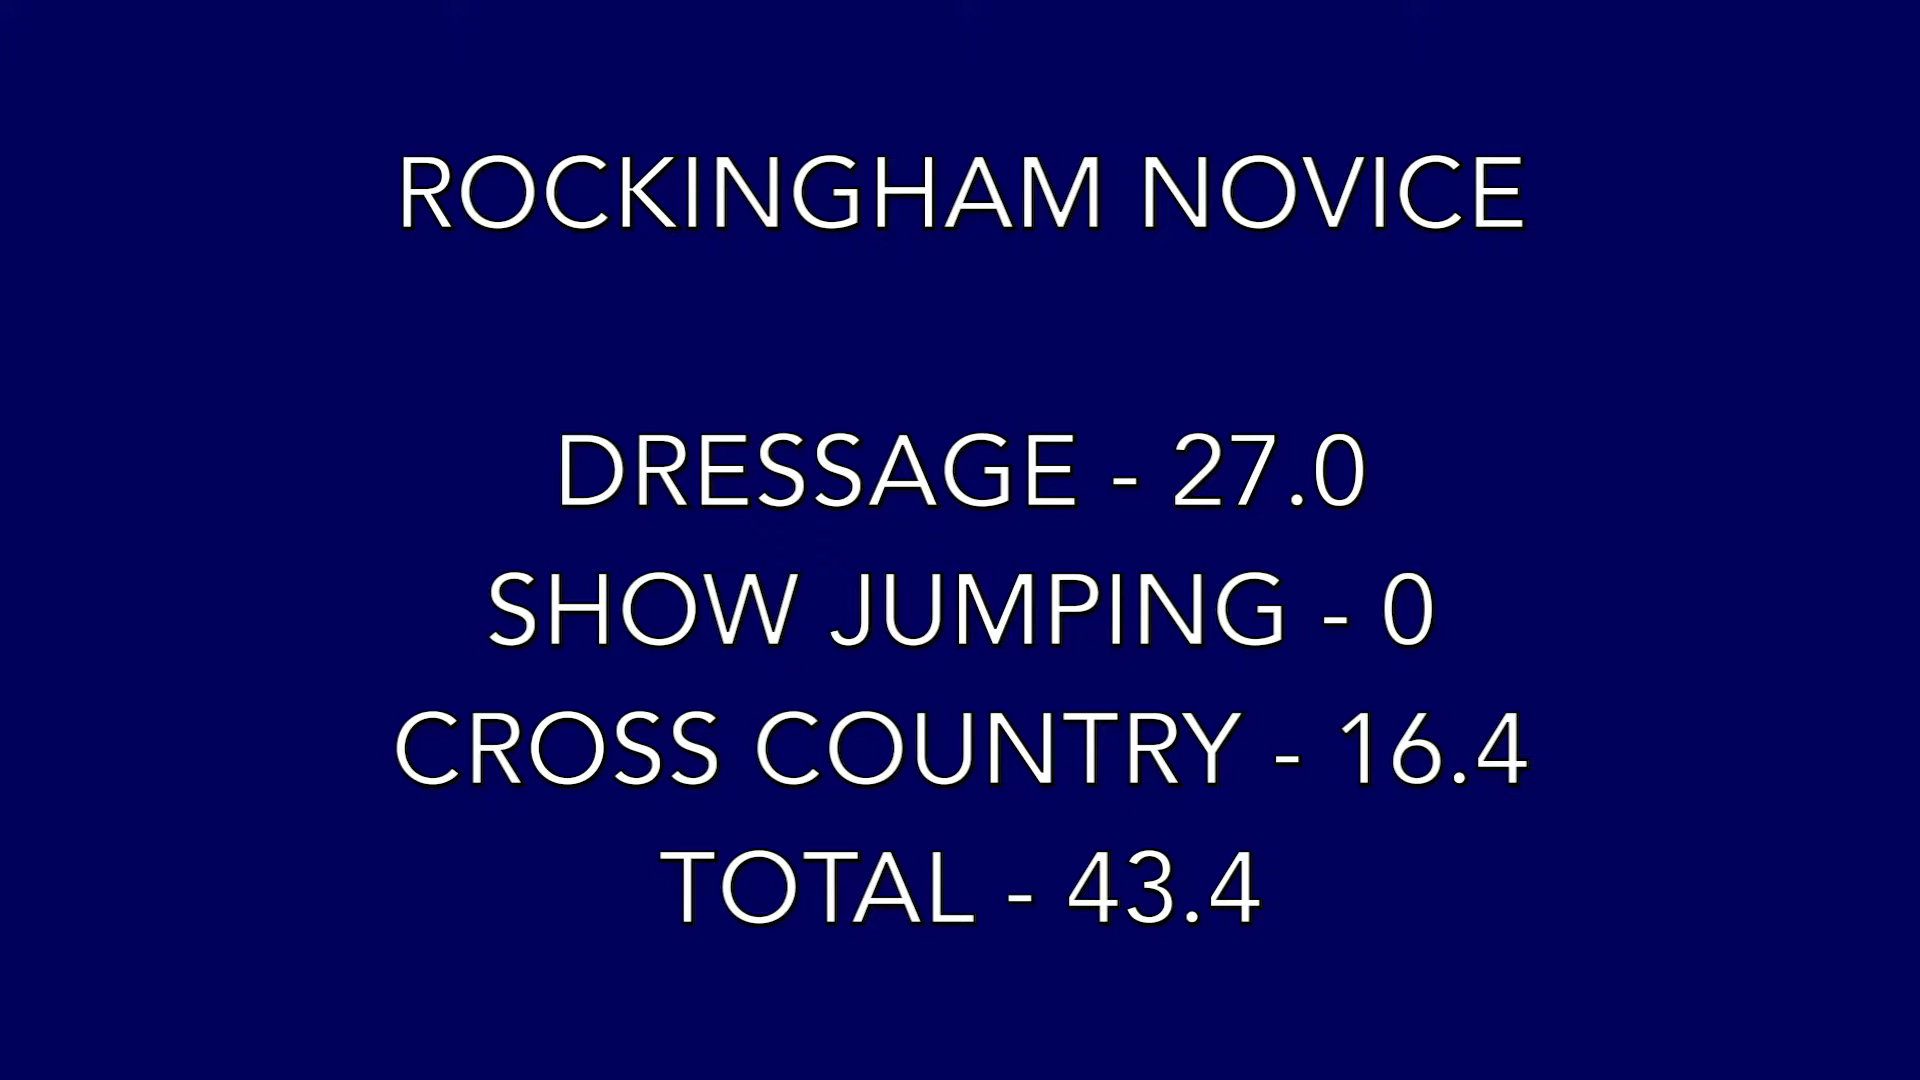 ROCKINGHAM NOVICE
DRESSAGE - 27.0
SHOW JUMPING - 0
CROSS COUNTRY - 16.4
TOTAL - 43.4